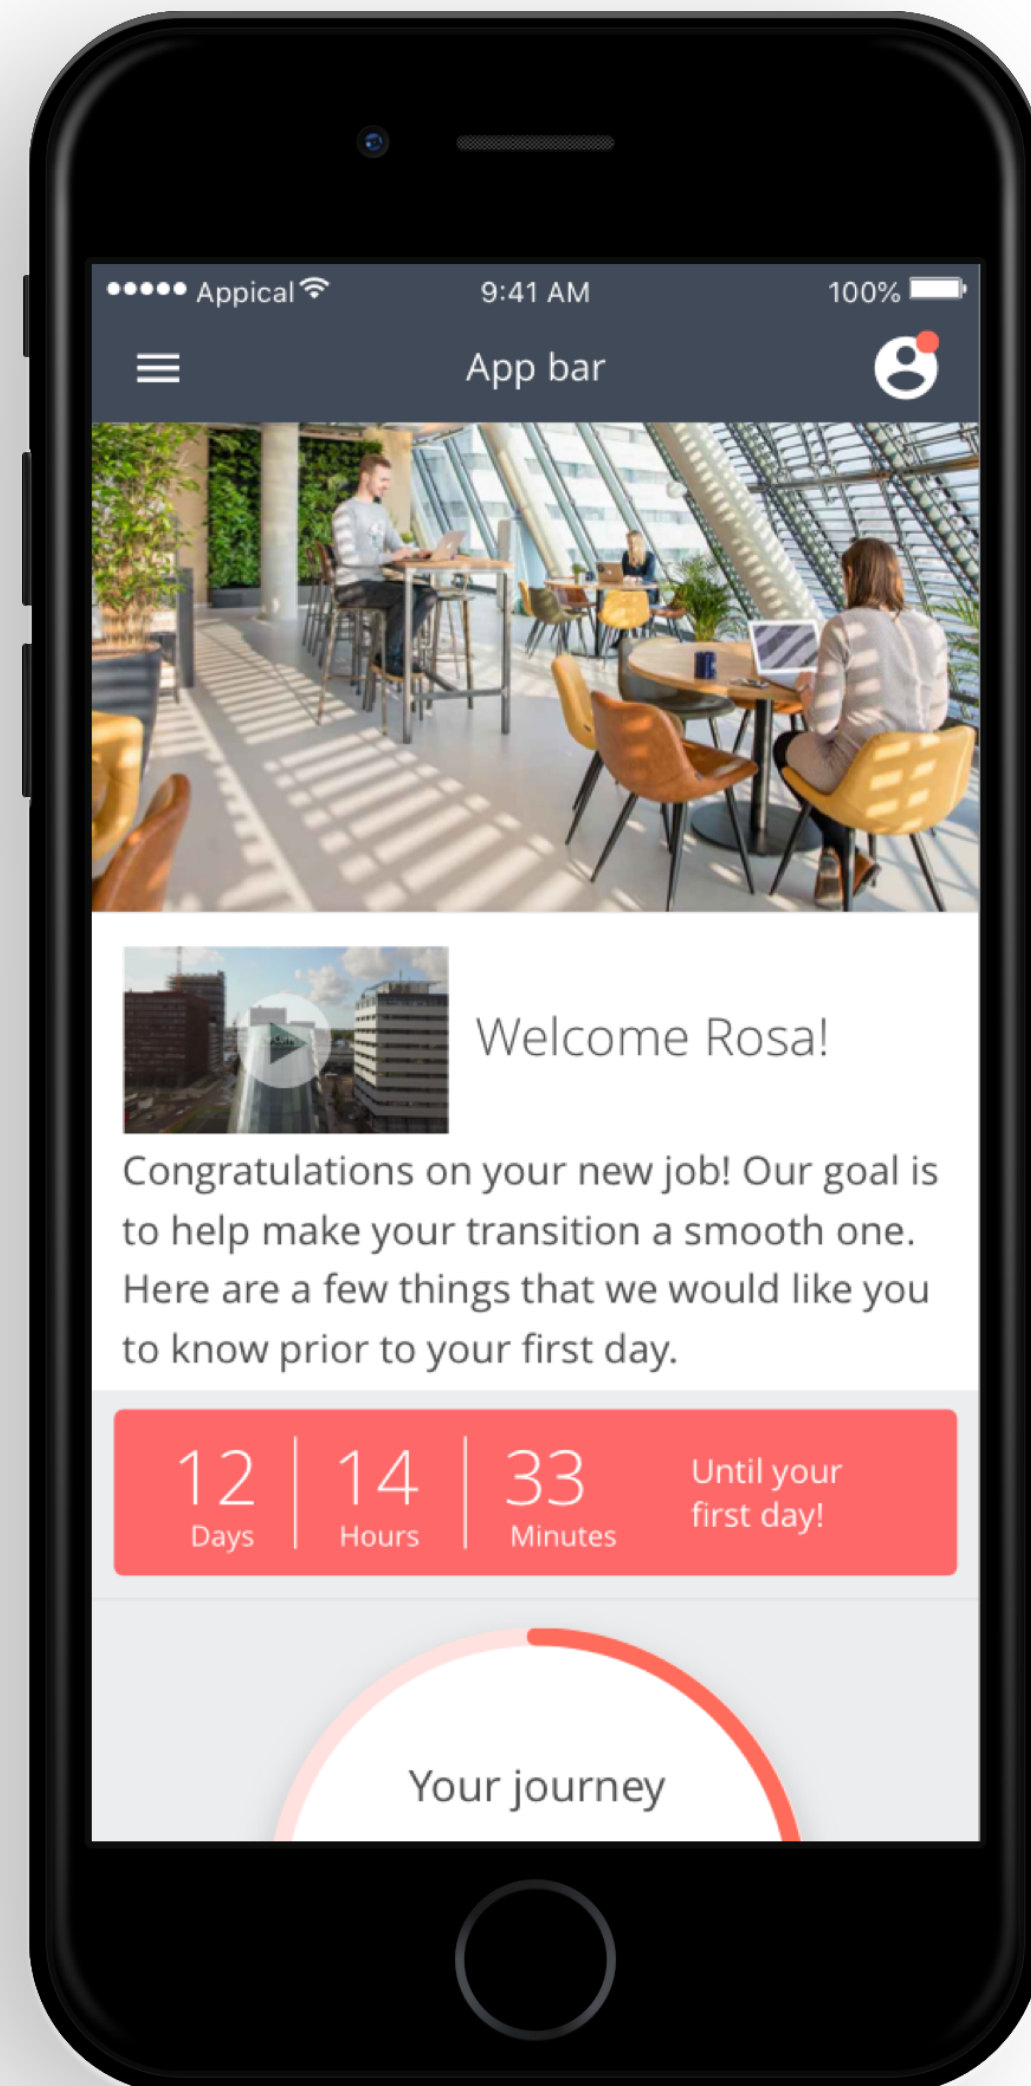 Appical 9:41 AM 100%
App bar
Welcome Rosa!
Congratulations on your new job! Our goal is
to help make your transition a smooth one.
Here are a few things that we would like you
to know prior to your first day.
12 14 33 Until your
Days Hours Minutes first day!
Your journey